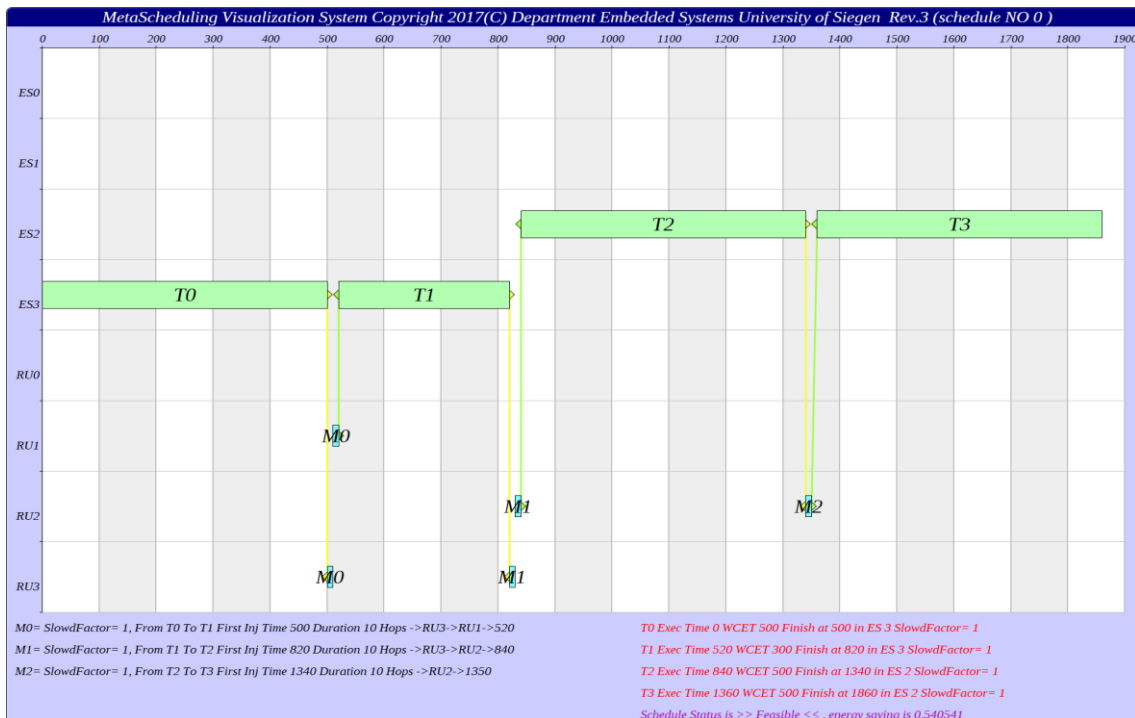 MetaScheduling Visualization System Copyright 2017(C) Department Embedded Systems University of Siegen Rev.3 (schedule NO 0 )
0 100 200 300 400 500 600 700 800 900 1000 1100 1200 1300 1400 1500 1600 1700 1800 1900
ES0
ES1
ES2 T2 T3
ES3 T0 T1
RU0
RU1 M0
RU2 M1 M2
RU3 M0 M1
M0= SlowdFactor= 1, From T0 To T1 First Inj Time 500 Duration 10 Hops ->RU3->RU1->520
M1= SlowdFactor= 1, From T1 To T2 First Inj Time 820 Duration 10 Hops ->RU3->RU2->840
M2= SlowdFactor= 1, From T2 To T3 First Inj Time 1340 Duration 10 Hops ->RU2->1350
T0 Exec Time 0 WCET 500 Finish at 500 in ES 3 SlowdFactor= 1
T1 Exec Time 520 WCET 300 Finish at 820 in ES 3 SlowdFactor= 1
T2 Exec Time 840 WCET 500 Finish at 1340 in ES 2 SlowdFactor= 1
T3 Exec Time 1360 WCET 500 Finish at 1860 in ES 2 SlowdFactor= 1
Schedule Status is >> Feasible << , energy saving is 0.540541